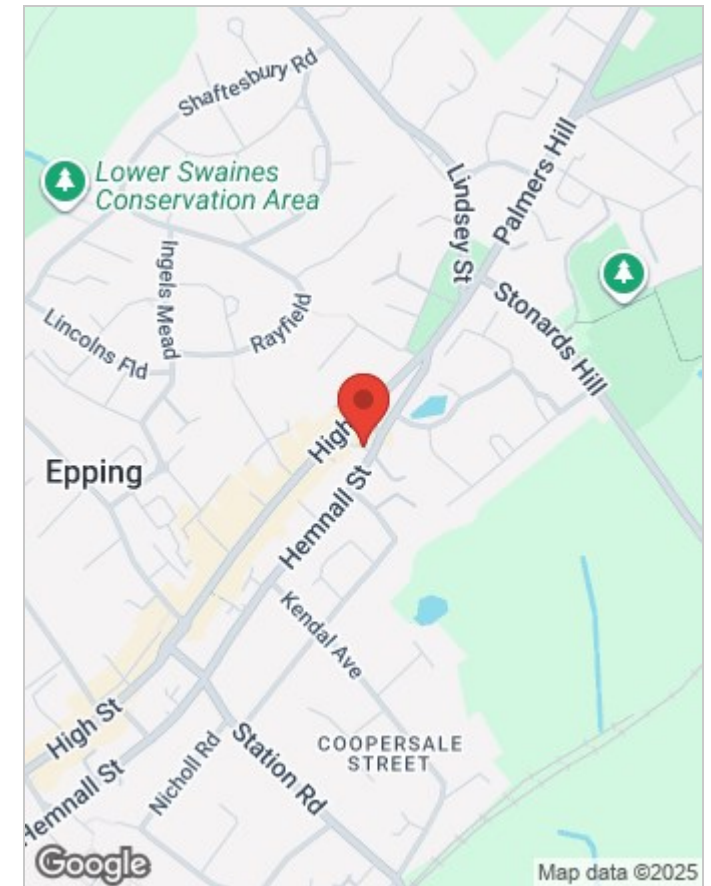 Shaftesbury Rd
Lower Swaines
Conservation Area
Lindsey St
Palmers Hill
Ingels Mead
Rayfield
Lincolns Fld
Stonards Hill
High
Epping
Hemnall St
Kendal Ave
High St
Hemnall St
Nicholl Rd
Station Rd
COOPERSALE
STREET
Google
Map data ©2025